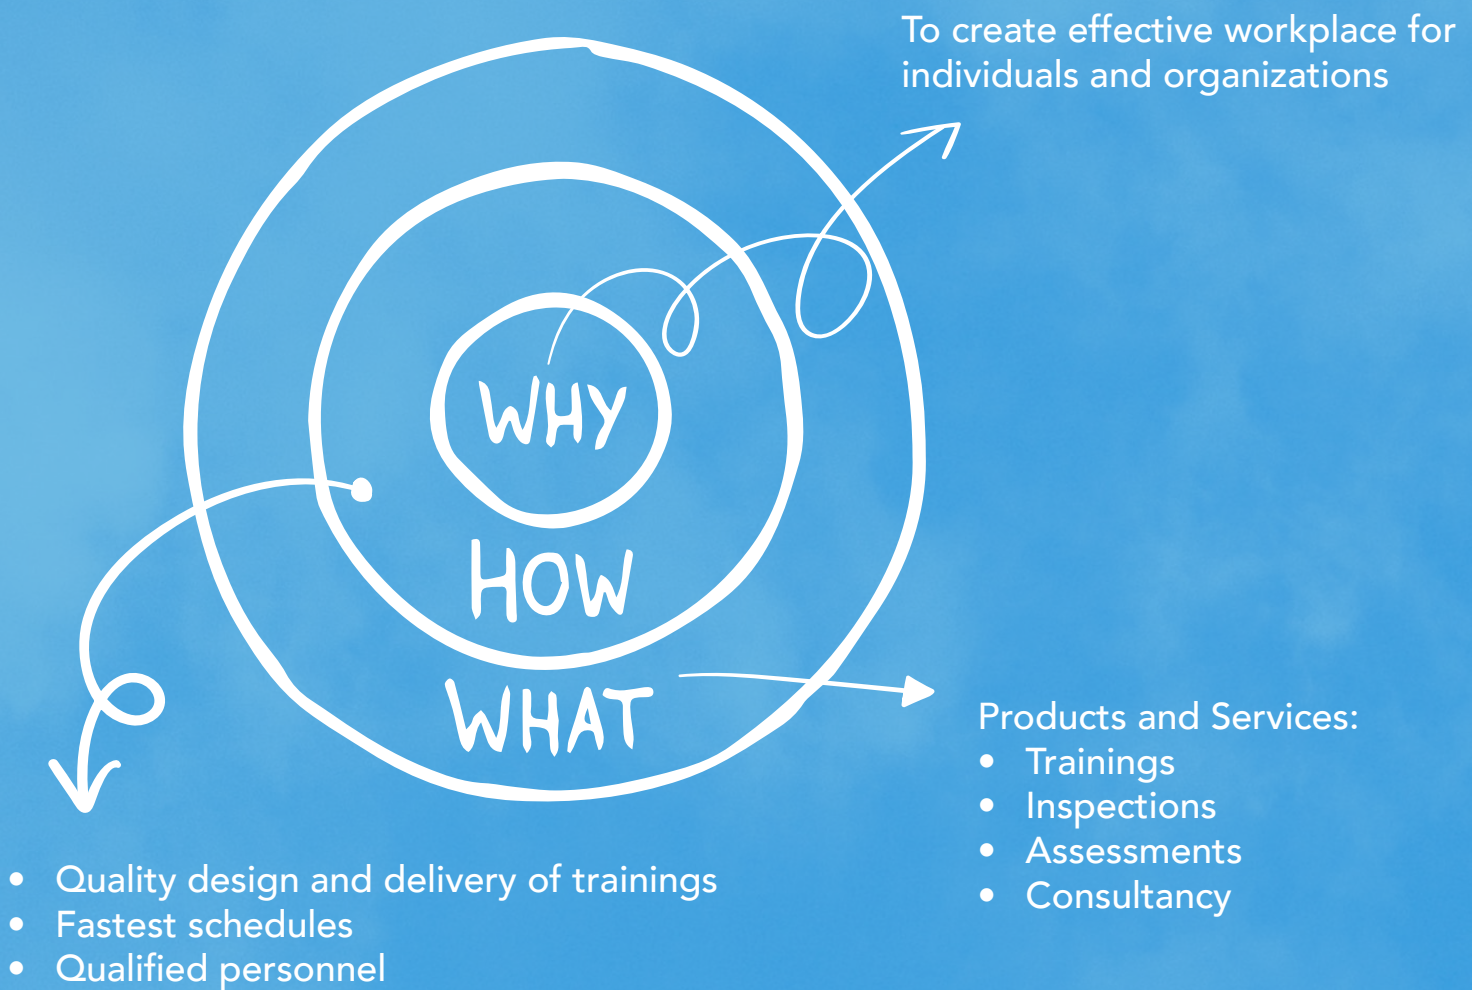 To create effective workplace for
individuals and organizations
WHY
HOW
WHAT
Products and Services:
• Trainings
• Inspections
• Assessments
• Consultancy
• Quality design and delivery of trainings
• Fastest schedules
• Qualified personnel